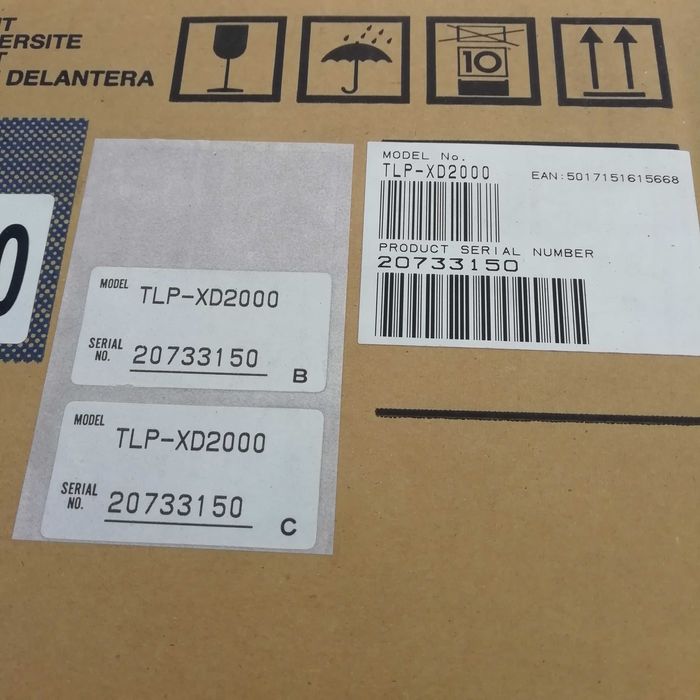 ERSITE
DELANTERA
10
MODEL No.
TLP-XD2000
EAN:5017151615668
PRODUCT SERIAL NUMBER
20733150
MODEL TLP-XD2000
SERIAL NO. 20733150 B
MODEL TLP-XD2000
SERIAL NO. 20733150 C